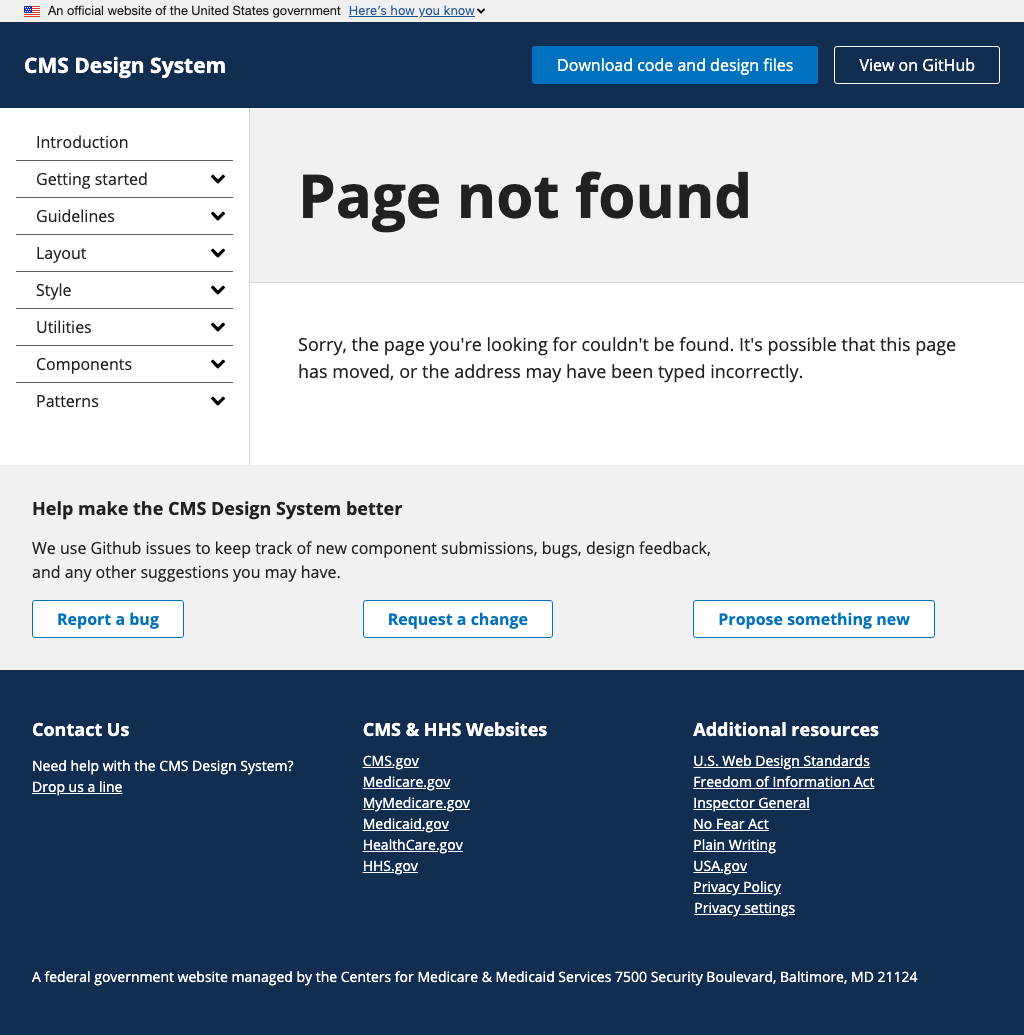 An official website of the United States government Here's how you know
CMS Design System
Download code and design files
View on GitHub
Introduction
Getting started
Guidelines
Layout
Style
Utilities
Components
Patterns
Page not found
Sorry, the page you're looking for couldn't be found. It's possible that this page
has moved, or the address may have been typed incorrectly.
Help make the CMS Design System better
We use Github issues to keep track of new component submissions, bugs, design feedback,
and any other suggestions you may have.
Report a bug
Request a change
Propose something new
Contact Us
Need help with the CMS Design System?
Drop us a line
CMS & HHS Websites
CMS.gov
Medicare.gov
MyMedicare.gov
Medicaid.gov
HealthCare.gov
HHS.gov
Additional resources
U.S. Web Design Standards
Freedom of Information Act
Inspector General
No Fear Act
Plain Writing
USA.gov
Privacy Policy
Privacy settings
A federal government website managed by the Centers for Medicare & Medicaid Services 7500 Security Boulevard, Baltimore, MD 21124